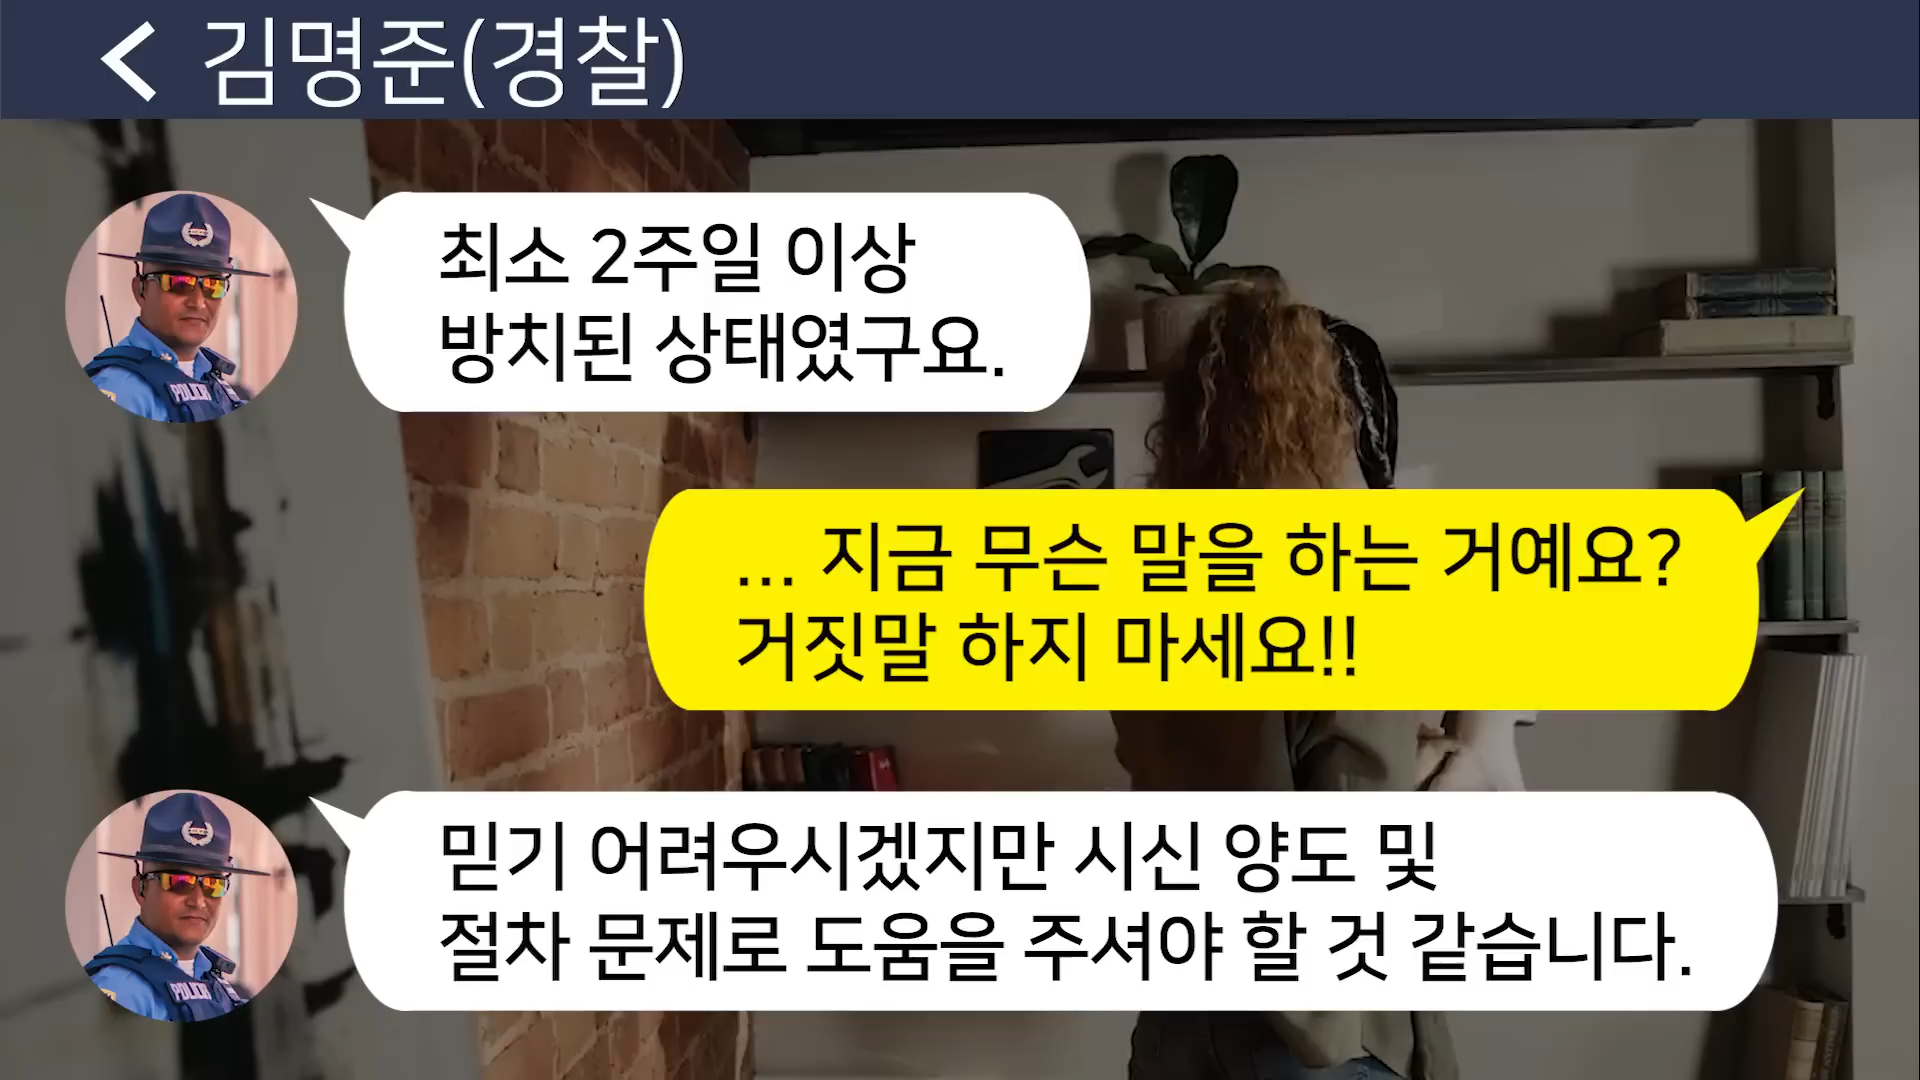 김명준(경찰)
최소 2주일 이상
방치된 상태였구요.
... 지금 무슨 말을 하는 거예요?
거짓말 하지 마세요!!
믿기 어려우시겠지만 시신 양도 및
절차 문제로 도움을 주셔야 할 것 같습니다.
POLICE
POLICE